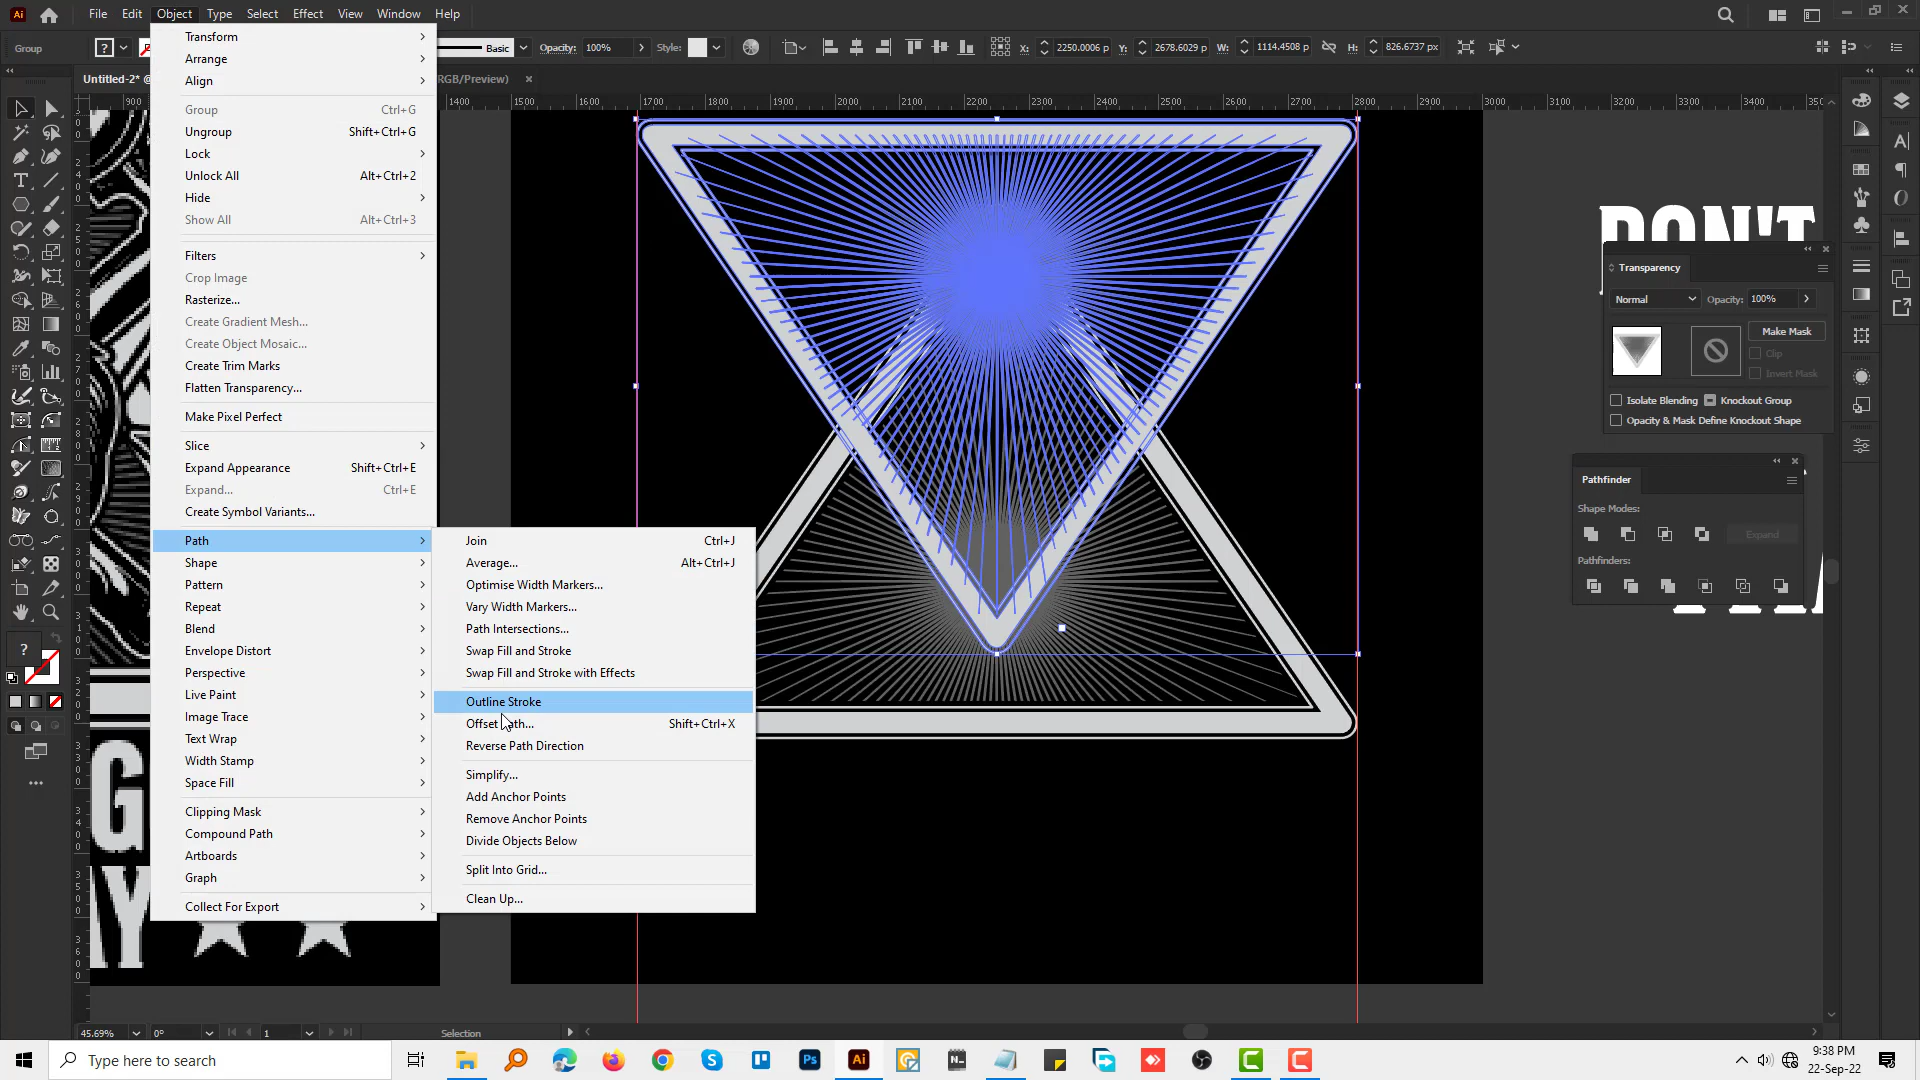 File Edit Object Type Select Effect View Window Help
Group
Basic
Opacity: 100%
Style:
X: 2250.0006 p
Y: 2678.6029 p
W: 1114.4508 p
H: 826.6737 px
Untitled-2* @
RGB/Preview)
900 1400 1500 1600 1700 1800 1900 2000 2100 2200 2300 2400 2500 2600 2700 2800 2900 3000 3100 3200 3300 3400
Transform
Arrange
Align
Group Ctrl+G
Ungroup Shift+Ctrl+G
Lock
Unlock All Alt+Ctrl+2
Hide
Show All Alt+Ctrl+3
Filters
Crop Image
Rasterize...
Create Gradient Mesh...
Create Object Mosaic...
Create Trim Marks
Flatten Transparency...
Make Pixel Perfect
Slice
Expand Appearance Shift+Ctrl+E
Expand... Ctrl+E
Create Symbol Variants...
Path
Shape
Pattern
Repeat
Blend
Envelope Distort
Perspective
Live Paint
Image Trace
Text Wrap
Width Stamp
Space Fill
Clipping Mask
Compound Path
Artboards
Graph
Collect For Export
Join Ctrl+J
Average... Alt+Ctrl+J
Optimise Width Markers...
Vary Width Markers...
Path Intersections...
Swap Fill and Stroke
Swap Fill and Stroke with Effects
Outline Stroke
Offset Path... Shift+Ctrl+X
Reverse Path Direction
Simplify...
Add Anchor Points
Remove Anchor Points
Divide Objects Below
Split Into Grid...
Clean Up...
DON'T
Transparency
Normal
Opacity: 100%
Make Mask
Clip
Invert Mask
Isolate Blending
Knockout Group
Opacity & Mask Define Knockout Shape
Pathfinder
Shape Modes:
Expand
Pathfinders:
45.69%
0°
1
Selection
Type here to search
9:38 PM
22-Sep-22